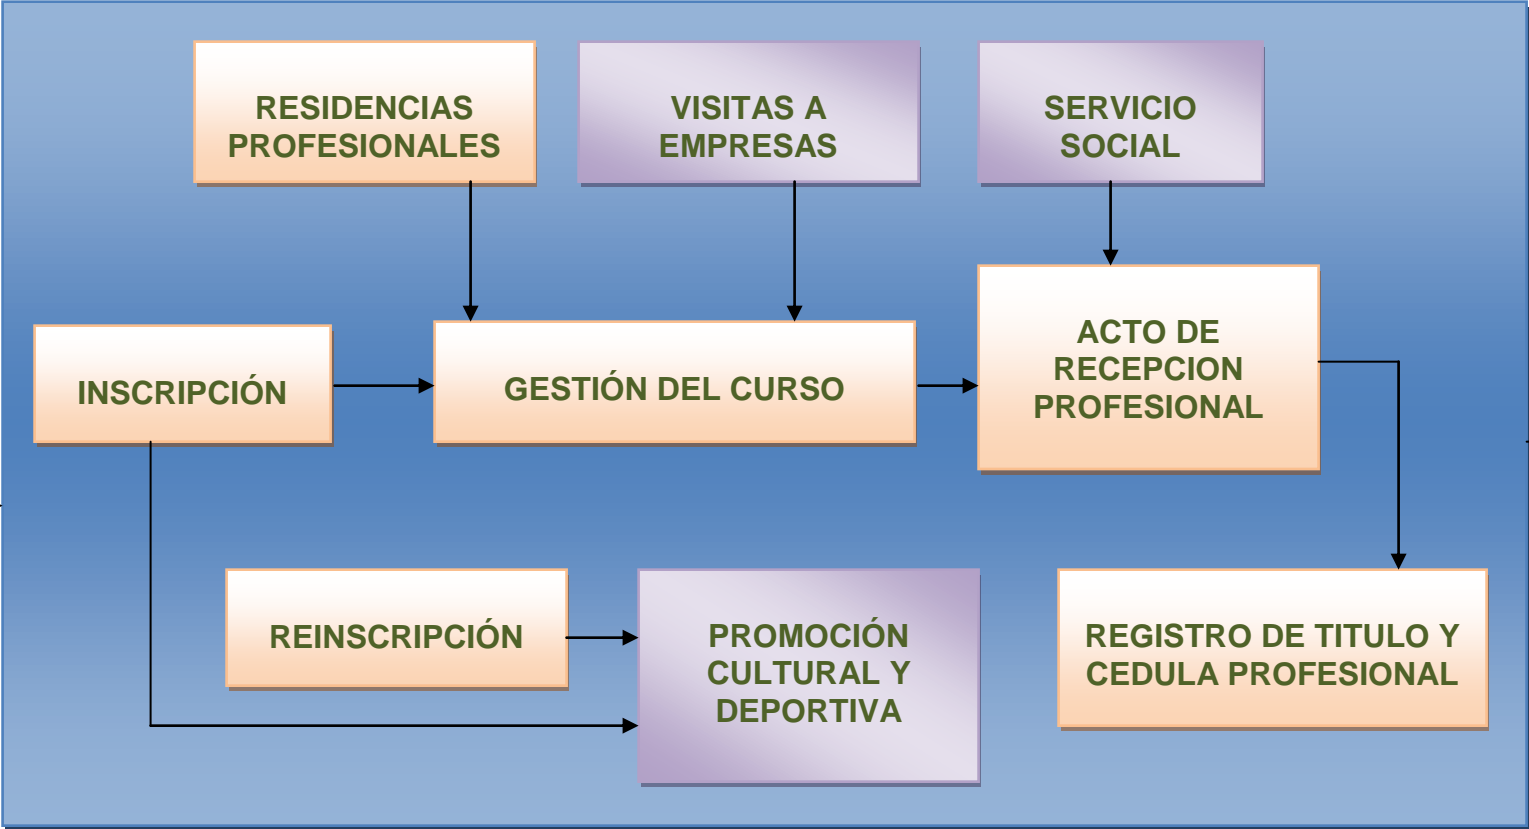 RESIDENCIAS
PROFESIONALES
VISITAS A
EMPRESAS
SERVICIO
SOCIAL
INSCRIPCIÓN
GESTIÓN DEL CURSO
ACTO DE
RECEPCION
PROFESIONAL
REINSCRIPCIÓN
PROMOCIÓN
CULTURAL Y
DEPORTIVA
REGISTRO DE TITULO Y
CEDULA PROFESIONAL